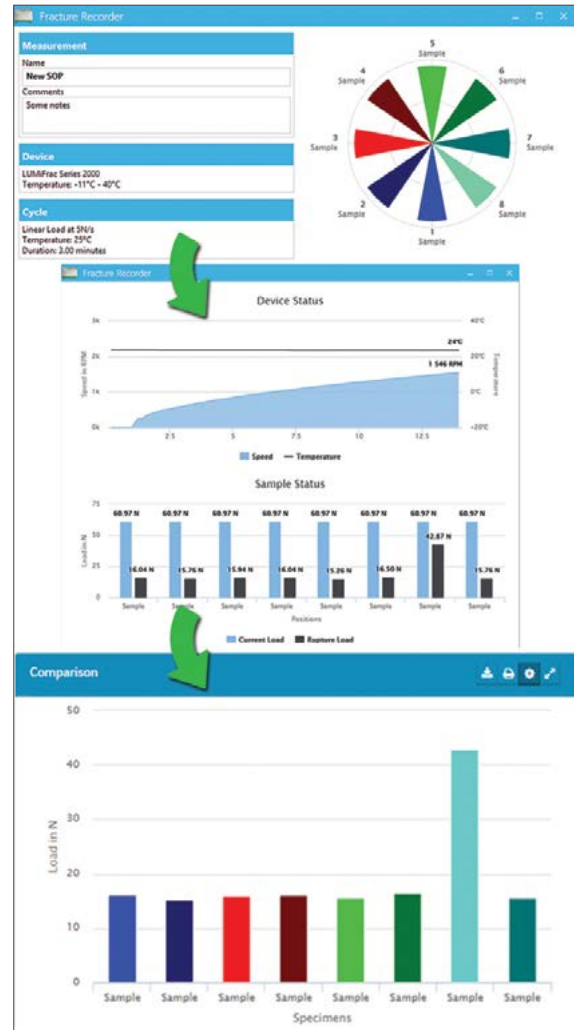 Fracture Recorder
Measurement
Name
New SOP
Comments
Some notes
Device
LUMiFrac Series 2000
Temperature: -11°C - 40°C
Cycle
Linear Load at 5N/s
Temperature: 25°C
Duration: 3.00 minutes
5
Sample
4
Sample
6
Sample
3
Sample
7
Sample
2
Sample
8
Sample
1
Sample
Fracture Recorder
Device Status
3k
2k
1k
0k
Speed in RPM
40°C
20°C
0°C
-20°C
Temperature
24°C
1 546 RPM
2.5 5 7.5 10 12.5
Speed Temperature
Sample Status
75
50
25
0
Load in N
60.97 N 60.97 N 60.97 N 60.97 N 60.97 N 60.97 N 60.97 N 60.97 N
16.04 N 15.76 N 15.94 N 16.04 N 15.26 N 16.50 N 42.87 N 15.76 N
Sample Sample Sample Sample Sample Sample Sample Sample
Positions
Current Load Rupture Load
Comparison
50
40
30
20
10
0
Load in N
Sample Sample Sample Sample Sample Sample Sample Sample
Specimens